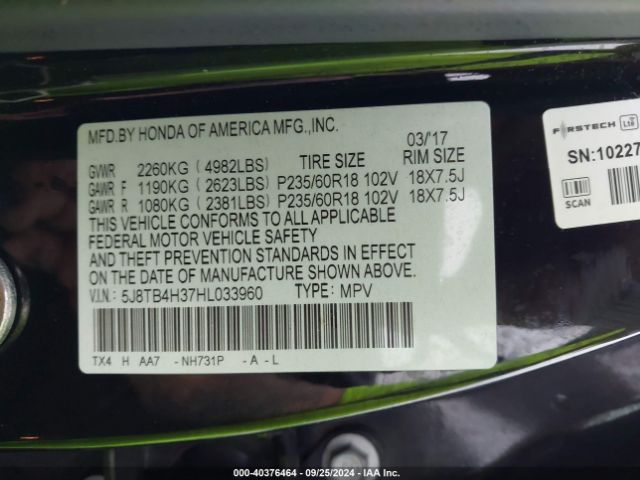 MFD.BY HONDA OF AMERICA MFG.,INC.
03/'17
GVWR 2260KG (4982LBS) TIRE SIZE RIM SIZE
GAWR F 1190KG (2623LBS) P235/60R18 102V 18X7.5J
GAWR R 1080KG (2381LBS) P235/60R18 102V 18X7.5J
THIS VEHICLE CONFORMS TO ALL APPLICABLE
FEDERAL MOTOR VEHICLE SAFETY
AND THEFT PREVENTION STANDARDS IN EFFECT
ON THE DATE OF MANUFACTURE SHOWN ABOVE.
V.I.N.: 5J8TB4H37HL033960 TYPE: MPV
TX4 H AA7 -NH731P -A -L
FIRSTECH L18
SN:10227
SCAN
000-40376464 - 09/25/2024 - IAA Inc.